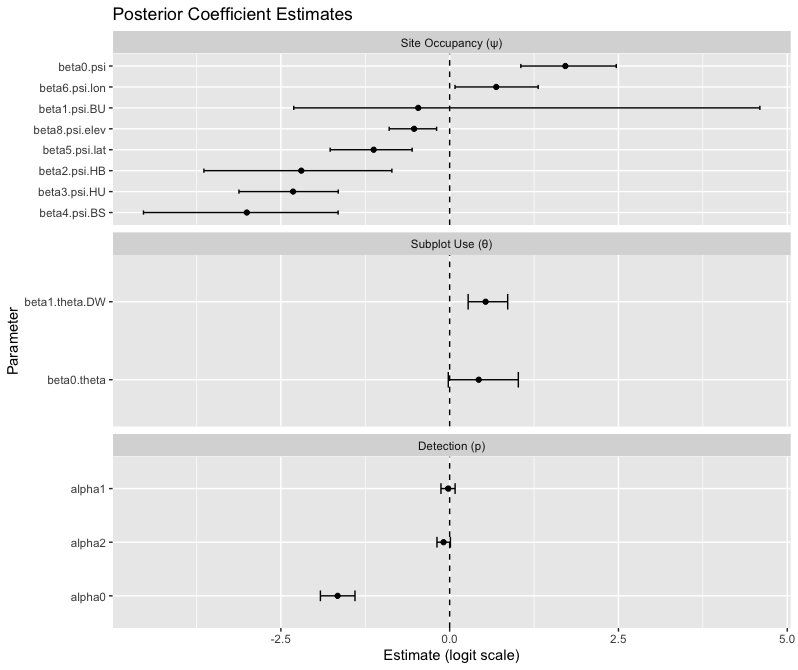 Posterior Coefficient Estimates
Site Occupancy (ψ)
beta0.psi
beta6.psi.lon
beta1.psi.BU
beta8.psi.elev
beta5.psi.lat
beta2.psi.HB
beta3.psi.HU
beta4.psi.BS
Subplot Use (θ)
beta1.theta.DW
beta0.theta
Parameter
Detection (p)
alpha1
alpha2
alpha0
-2.5 0.0 2.5 5.0
Estimate (logit scale)